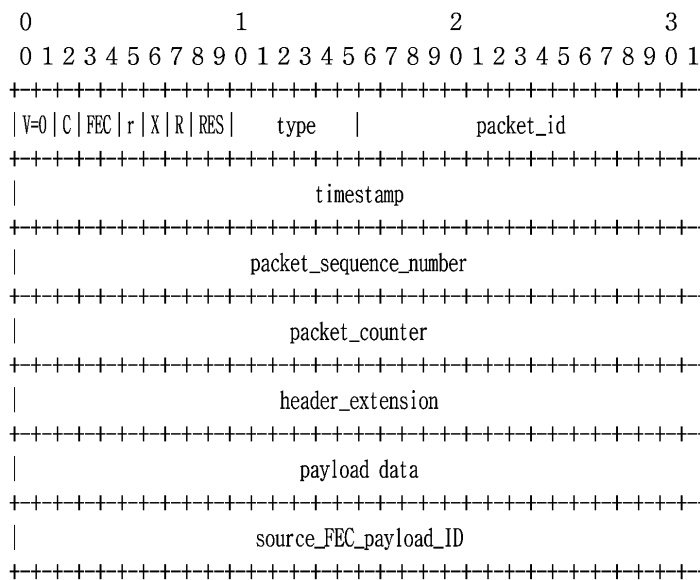 0 1 2 3
0 1 2 3 4 5 6 7 8 9 0 1 2 3 4 5 6 7 8 9 0 1 2 3 4 5 6 7 8 9 0 1
+-+-+-+-+-+-+-+-+-+-+-+-+-+-+-+-+-+-+-+-+-+-+-+-+-+-+-+-+-+-+-+-
|V=0|C|FEC|r|X|R|RES| type | packet_id
+-+-+-+-+-+-+-+-+-+-+-+-+-+-+-+-+-+-+-+-+-+-+-+-+-+-+-+-+-+-+-+-
| timestamp
+-+-+-+-+-+-+-+-+-+-+-+-+-+-+-+-+-+-+-+-+-+-+-+-+-+-+-+-+-+-+-+-
| packet_sequence_number
+-+-+-+-+-+-+-+-+-+-+-+-+-+-+-+-+-+-+-+-+-+-+-+-+-+-+-+-+-+-+-+-
| packet_counter
+-+-+-+-+-+-+-+-+-+-+-+-+-+-+-+-+-+-+-+-+-+-+-+-+-+-+-+-+-+-+-+-
| header_extension
+-+-+-+-+-+-+-+-+-+-+-+-+-+-+-+-+-+-+-+-+-+-+-+-+-+-+-+-+-+-+-+-
| payload data
+-+-+-+-+-+-+-+-+-+-+-+-+-+-+-+-+-+-+-+-+-+-+-+-+-+-+-+-+-+-+-+-
| source_FEC_payload_ID
+-+-+-+-+-+-+-+-+-+-+-+-+-+-+-+-+-+-+-+-+-+-+-+-+-+-+-+-+-+-+-+-